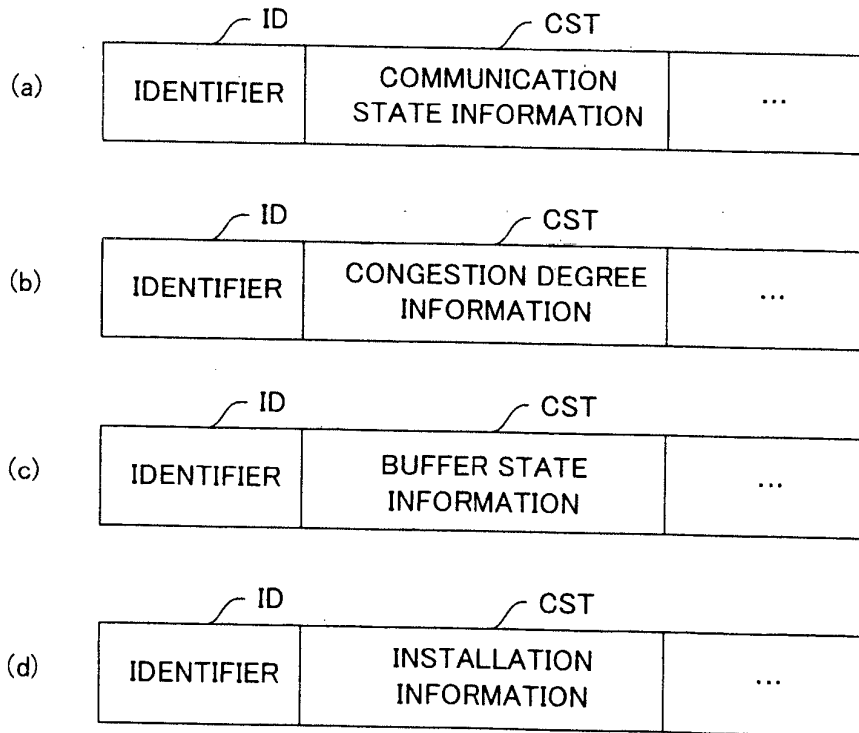 ID CST
(a) IDENTIFIER COMMUNICATION STATE INFORMATION ...
ID CST
(b) IDENTIFIER CONGESTION DEGREE INFORMATION ...
ID CST
(c) IDENTIFIER BUFFER STATE INFORMATION ...
ID CST
(d) IDENTIFIER INSTALLATION INFORMATION ...